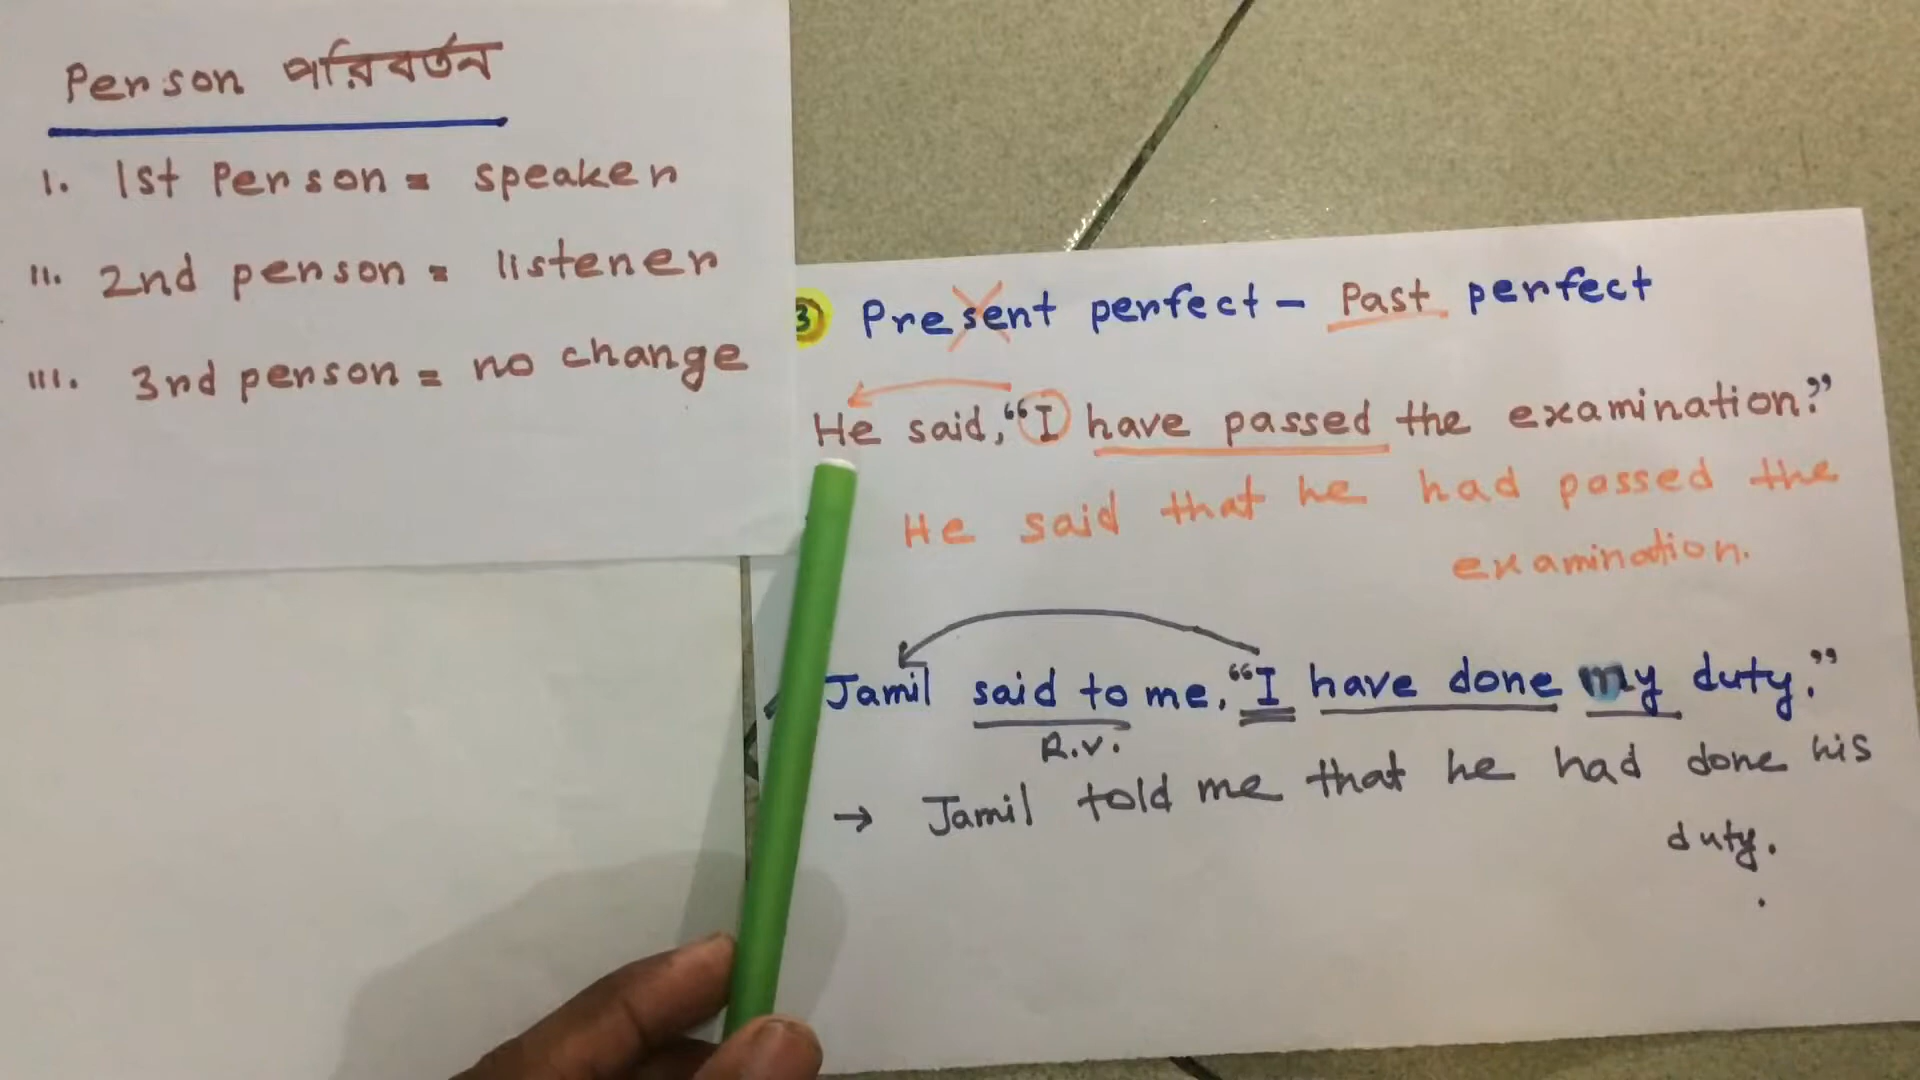 Person পরিবর্তন
I. 1st Person = speaker
II. 2nd person = listener
III. 3rd person = no change
3 Present perfect - Past perfect
He said, “I have passed the examination.”
He said that he had passed the
examination.
Jamil said to me, “I have done my duty.”
R.V.
→ Jamil told me that he had done his
duty.